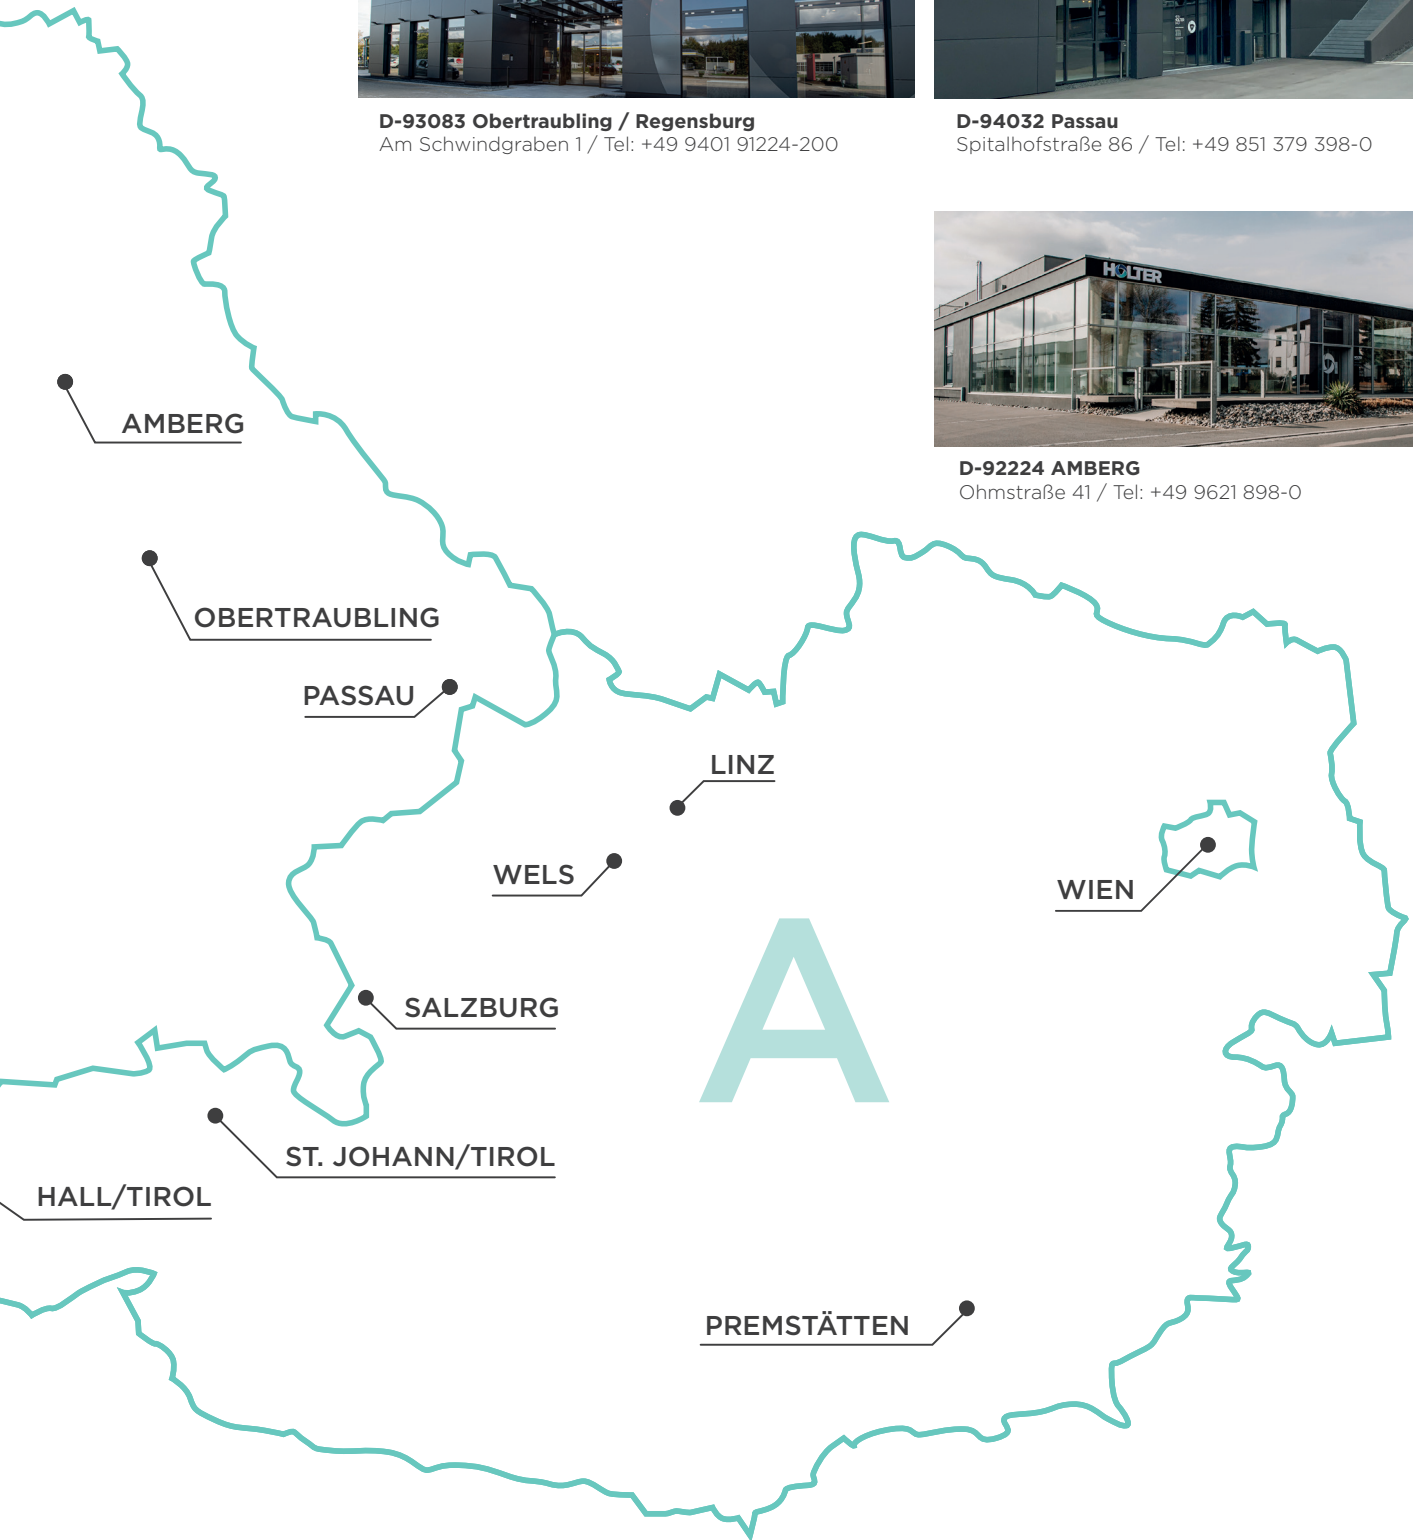 D-93083 Obertraubling / Regensburg
Am Schwindgraben 1 / Tel: +49 9401 91224-200
D-94032 Passau
Spitalhofstraße 86 / Tel: +49 851 379 398-0
HOLTER
D-92224 AMBERG
Ohmstraße 41 / Tel: +49 9621 898-0
AMBERG
OBERTRAUBLING
PASSAU
LINZ
WELS
WIEN
A
SALZBURG
ST. JOHANN/TIROL
HALL/TIROL
PREMSTÄTTEN